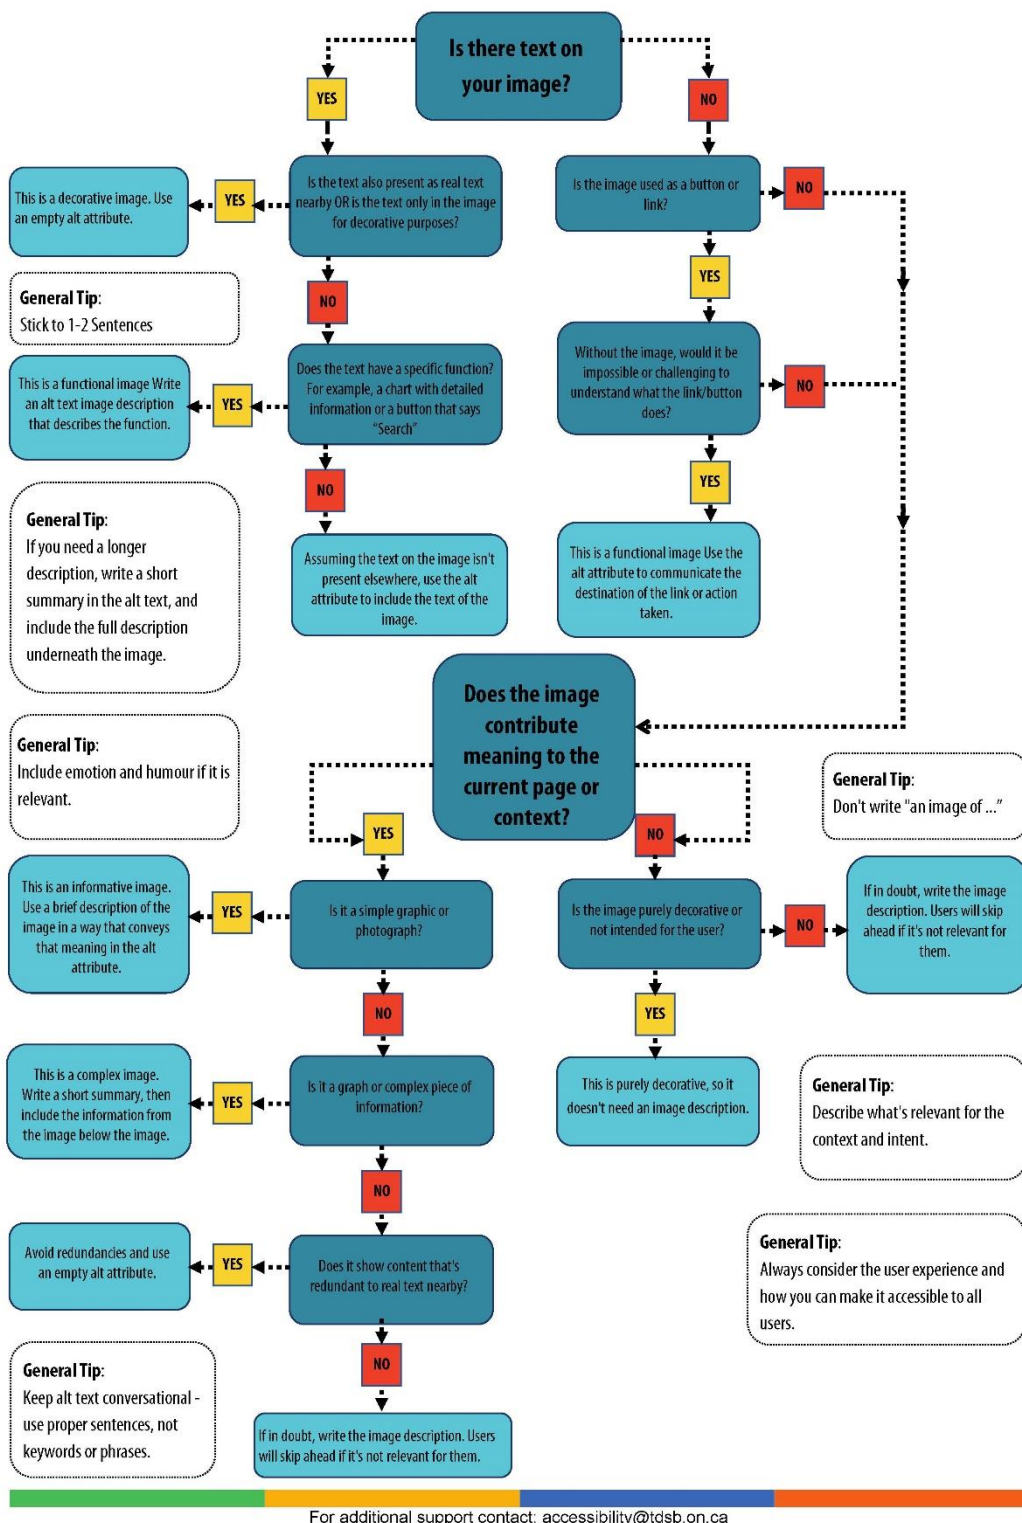 Is there text on
your image?
YES
NO
This is a decorative image. Use
an empty alt attribute.
YES
Is the text also present as real text
nearby OR is the text only in the image
for decorative purposes?
Is the image used as a button or
link?
NO
NO
YES
General Tip:
Stick to 1-2 Sentences
This is a functional image Write
an alt text image description
that describes the function.
YES
Does the text have a specific function?
For example, a chart with detailed
information or a button that says
"Search"
Without the image, would it be
impossible or challenging to
understand what the link/button
does?
NO
NO
YES
General Tip:
If you need a longer
description, write a short
summary in the alt text, and
include the full description
underneath the image.
Assuming the text on the image isn't
present elsewhere, use the alt
attribute to include the text of the
image.
This is a functional image Use the
alt attribute to communicate the
destination of the link or action
taken.
Does the image
contribute
meaning to the
current page or
context?
General Tip:
Include emotion and humour if it is
relevant.
General Tip:
Don't write "an image of ..."
YES
NO
This is an informative image.
Use a brief description of the
image in a way that conveys
that meaning in the alt
attribute.
YES
Is it a simple graphic or
photograph?
Is the image purely decorative or
not intended for the user?
NO
If in doubt, write the image
description. Users will skip
ahead if it's not relevant for
them.
NO
YES
This is a complex image.
Write a short summary, then
include the information from
the image below the image.
YES
Is it a graph or complex piece of
information?
This is purely decorative, so it
doesn't need an image description.
General Tip:
Describe what's relevant for the
context and intent.
NO
Avoid redundancies and use
an empty alt attribute.
YES
Does it show content that's
redundant to real text nearby?
General Tip:
Always consider the user experience and
how you can make it accessible to all
users.
NO
General Tip:
Keep alt text conversational -
use proper sentences, not
keywords or phrases.
If in doubt, write the image description. Users
will skip ahead if it's not relevant for them.
For additional support contact: accessibility@tdsb.on.ca